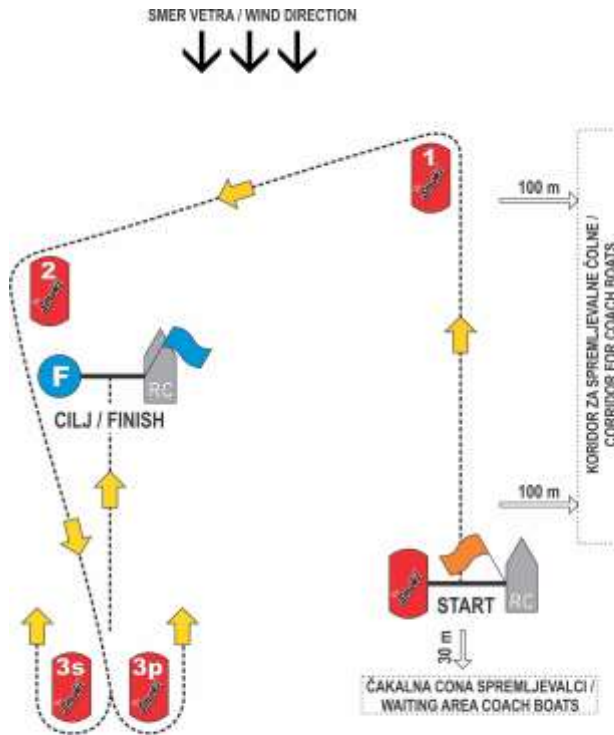 SMER VETRA / WIND DIRECTION
1
100 m
2
F
RC
CILJ / FINISH
KORIDOR ZA SPREMLJEVALNE ČOLNE /
CORRIDOR FOR COACH BOATS
100 m
START
RC
30 m
3s
3p
ČAKALNA CONA SPREMLJEVALCI /
WAITING AREA COACH BOATS